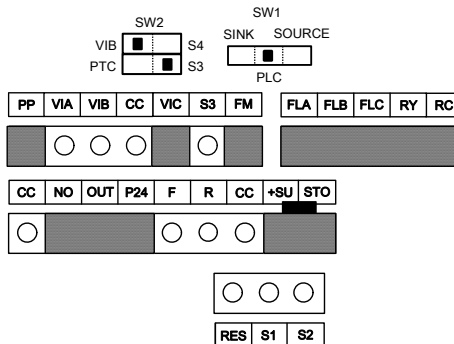 SW2
SW1
VIB S4
PTC S3
SINK SOURCE
PLC
PP VIA VIB CC VIC S3 FM
FLA FLB FLC RY RC
CC NO OUT P24 F R CC +SU STO
RES S1 S2